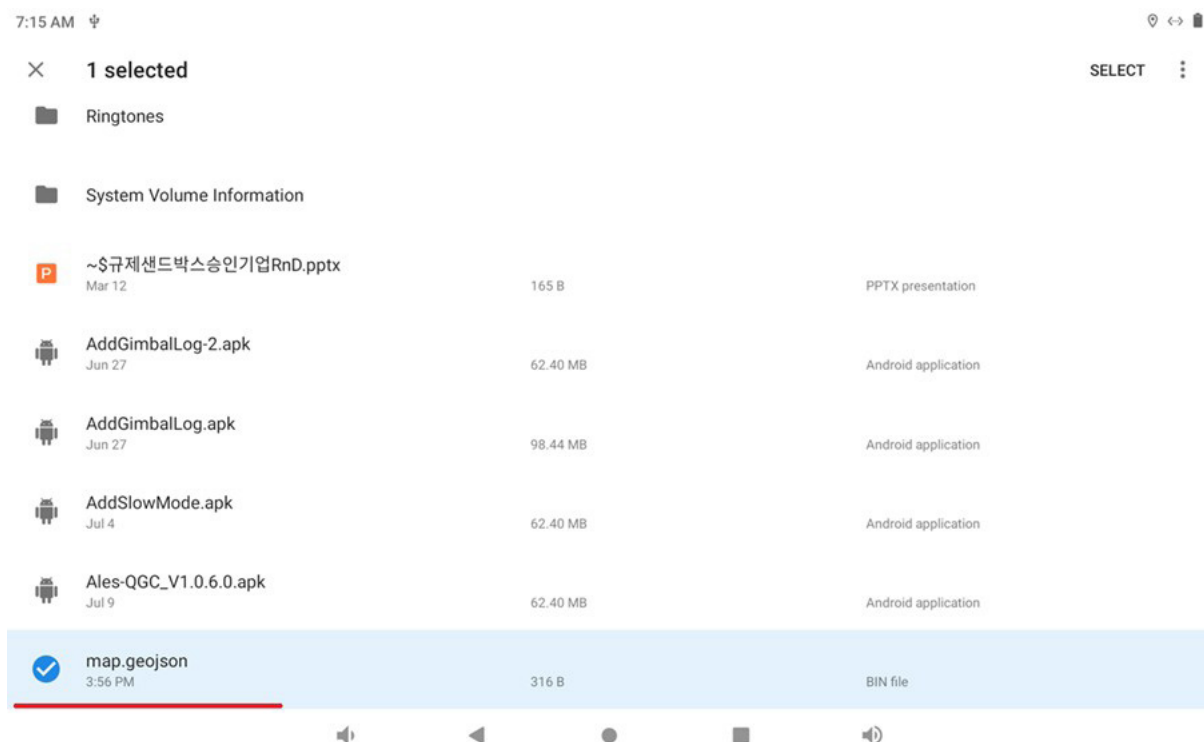 7:15 AM
1 selected
SELECT
Ringtones
System Volume Information
~$규제샌드박스승인기업RnD.pptx
Mar 12
165 B
PPTX presentation
AddGimbalLog-2.apk
Jun 27
62.40 MB
Android application
AddGimbalLog.apk
Jun 27
98.44 MB
Android application
AddSlowMode.apk
Jul 4
62.40 MB
Android application
Ales-QGC_V1.0.6.0.apk
Jul 9
62.40 MB
Android application
map.geojson
3:56 PM
316 B
BIN file